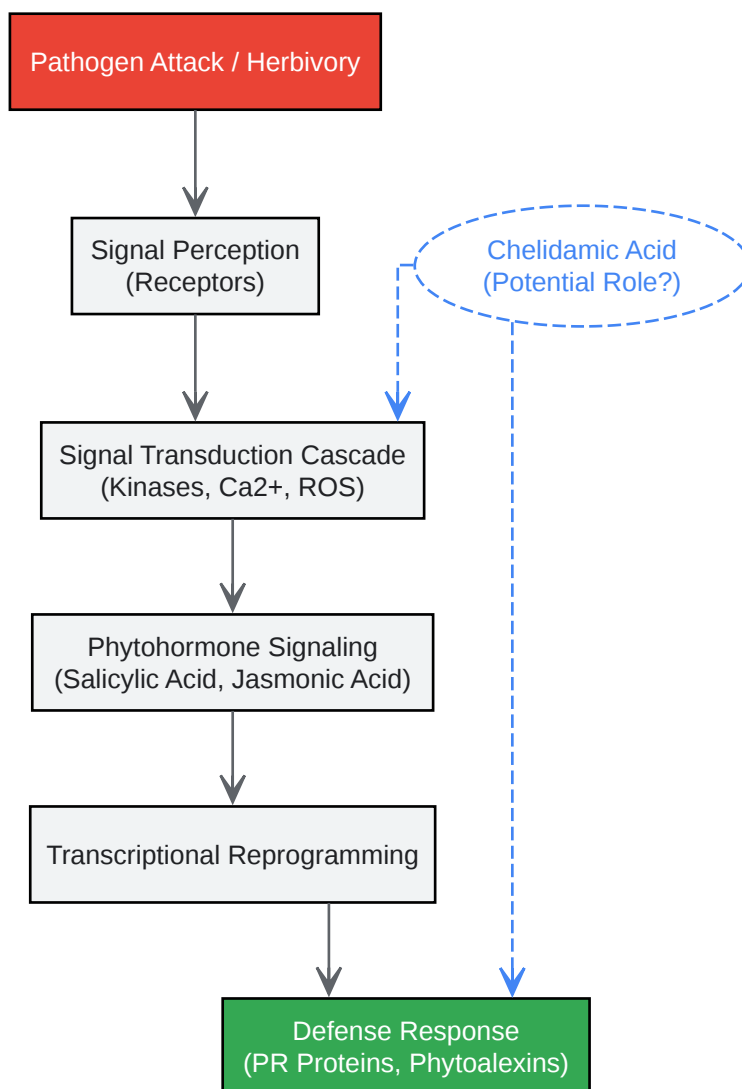 Pathogen Attack / Herbivory
Signal Perception
(Receptors)
Chelidamic Acid
(Potential Role?)
Signal Transduction Cascade
(Kinases, Ca2+, ROS)
Phytohormone Signaling
(Salicylic Acid, Jasmonic Acid)
Transcriptional Reprogramming
Defense Response
(PR Proteins, Phytoalexins)